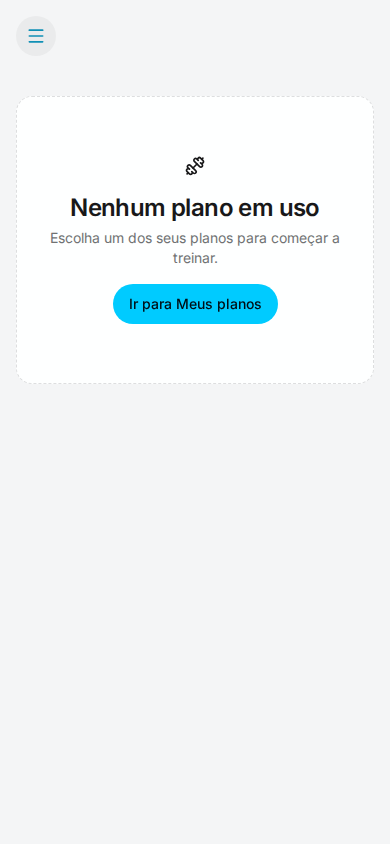 Nenhum plano em uso
Escolha um dos seus planos para começar a
treinar.
Ir para Meus planos